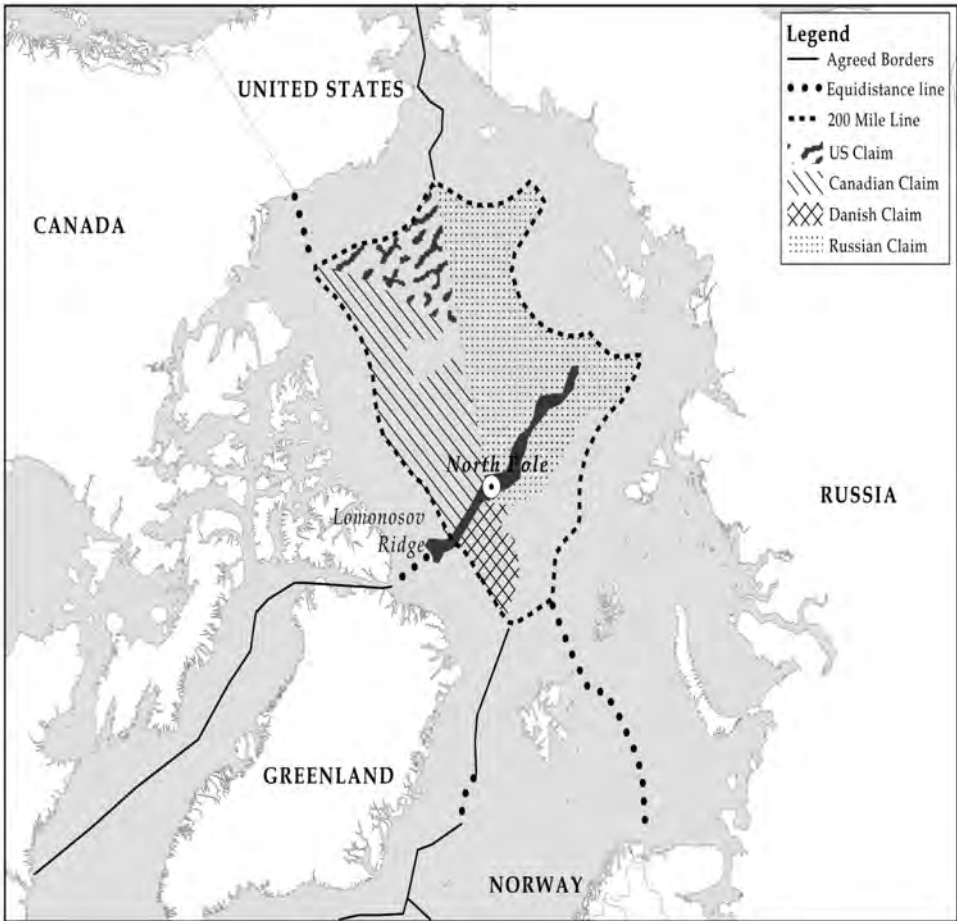 Legend
Agreed Borders
Equidistance line
200 Mile Line
US Claim
Canadian Claim
Danish Claim
Russian Claim
UNITED STATES
CANADA
North Pole
RUSSIA
Lomonosov
Ridge
GREENLAND
NORWAY